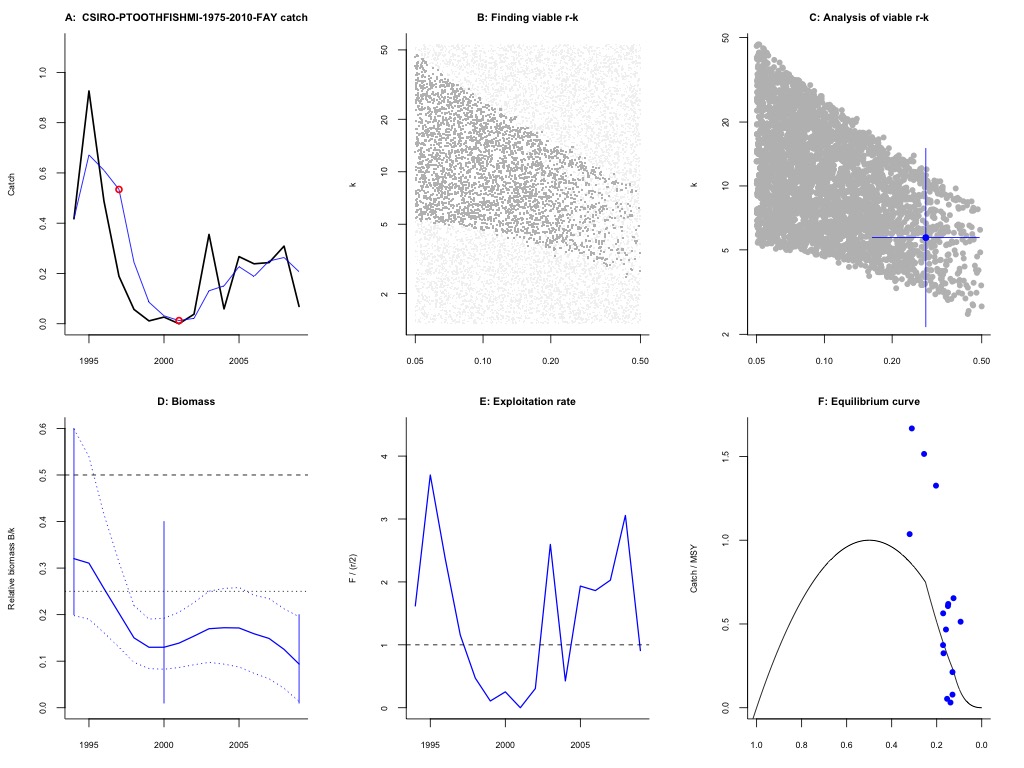 A: CSIRO-PTOOTHFISHMI-1975-2010-FAY catch
Catch
0.0 0.2 0.4 0.6 0.8 1.0
1995 2000 2005
B: Finding viable r-k
k
2 5 10 20 50
0.05 0.10 0.20 0.50
C: Analysis of viable r-k
k
2 5 10 20 50
0.05 0.10 0.20 0.50
D: Biomass
Relative biomass B/k
0.0 0.1 0.2 0.3 0.4 0.5 0.6
1995 2000 2005
E: Exploitation rate
F / (r/2)
0 1 2 3 4
1995 2000 2005
F: Equilibrium curve
Catch / MSY
0.0 0.5 1.0 1.5
1.0 0.8 0.6 0.4 0.2 0.0